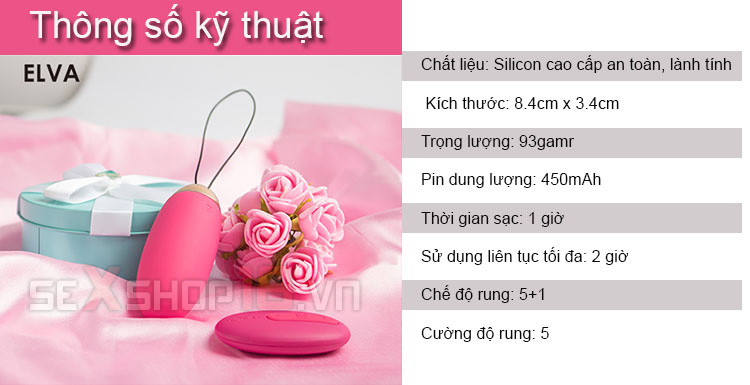 Thông số kỹ thuật
ELVA
Chất liệu: Silicon cao cấp an toàn, lành tính
Kích thước: 8.4cm x 3.4cm
Trọng lượng: 93gamr
Pin dung lượng: 450mAh
Thời gian sạc: 1 giờ
Sử dụng liên tục tối đa: 2 giờ
SEXSHOPTG.VN
Chế độ rung: 5+1
Cường độ rung: 5